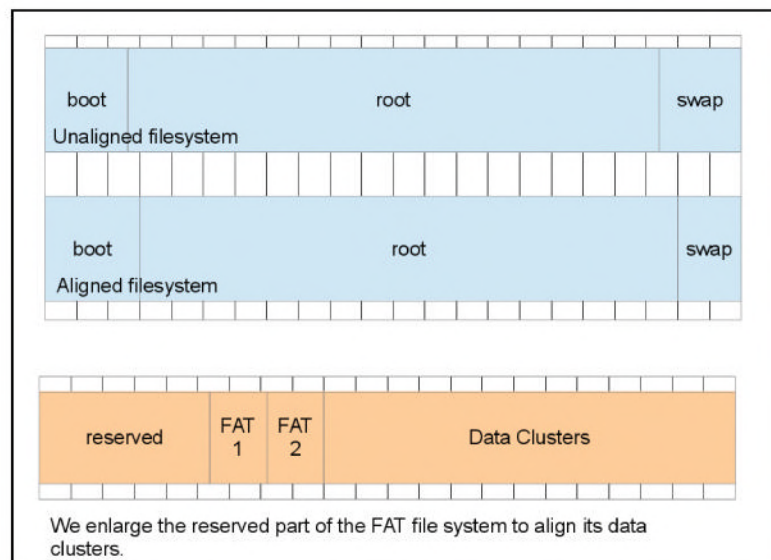 boot root swap
Unaligned filesystem
boot root swap
Aligned filesystem
reserved FAT 1 FAT 2 Data Clusters
We enlarge the reserved part of the FAT file system to align its data
clusters.